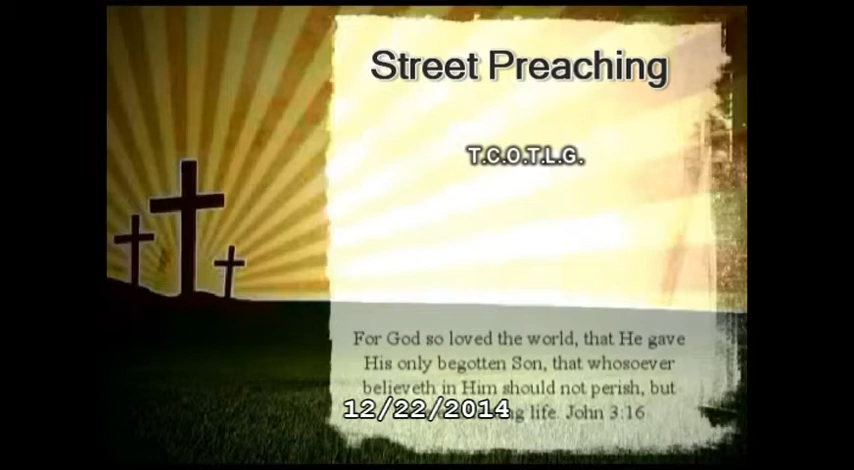 Street Preaching
T.C.O.T.L.G.
For God so loved the world, that He gave
His only begotten Son, that whosoever
believeth in Him should not perish, but
12/22/2014
life. John 3:16